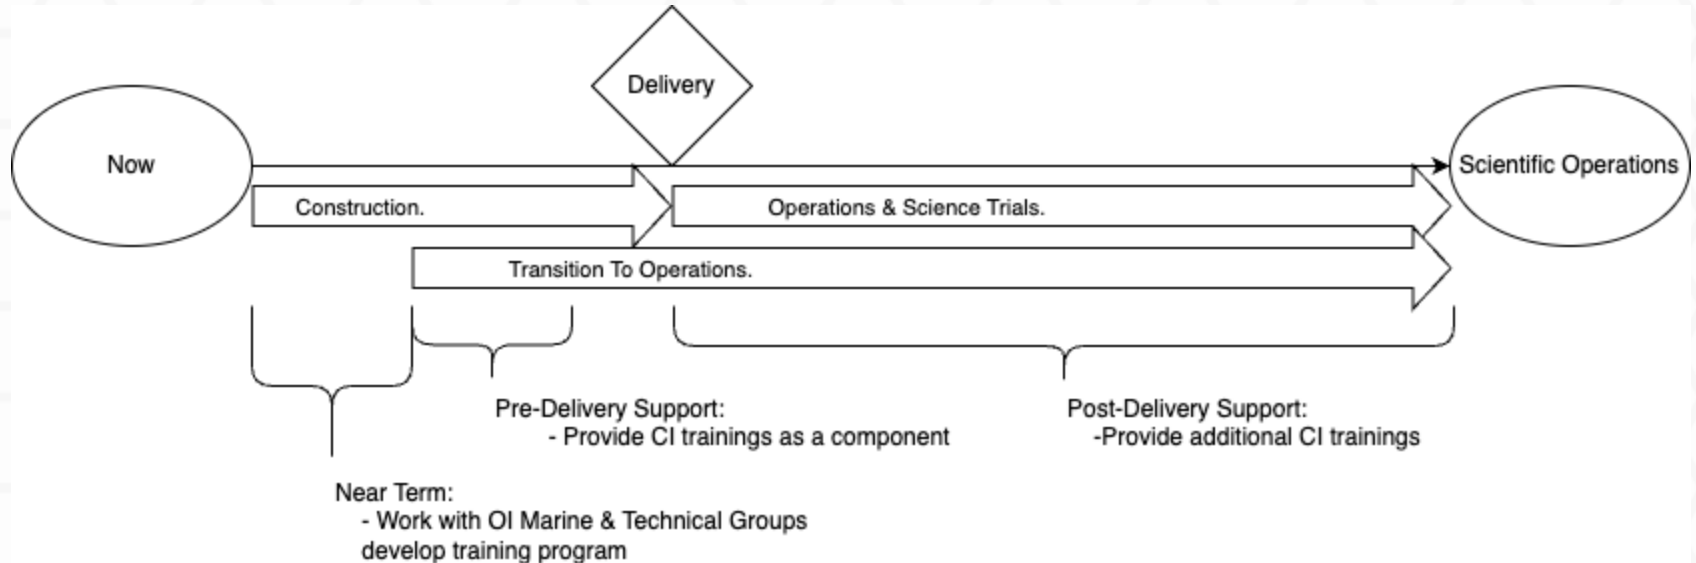 Delivery
Now
Scientific Operations
Construction.
Operations & Science Trials.
Transition To Operations.
Pre-Delivery Support:
- Provide CI trainings as a component
Post-Delivery Support:
-Provide additional CI trainings
Near Term:
- Work with OI Marine & Technical Groups
develop training program